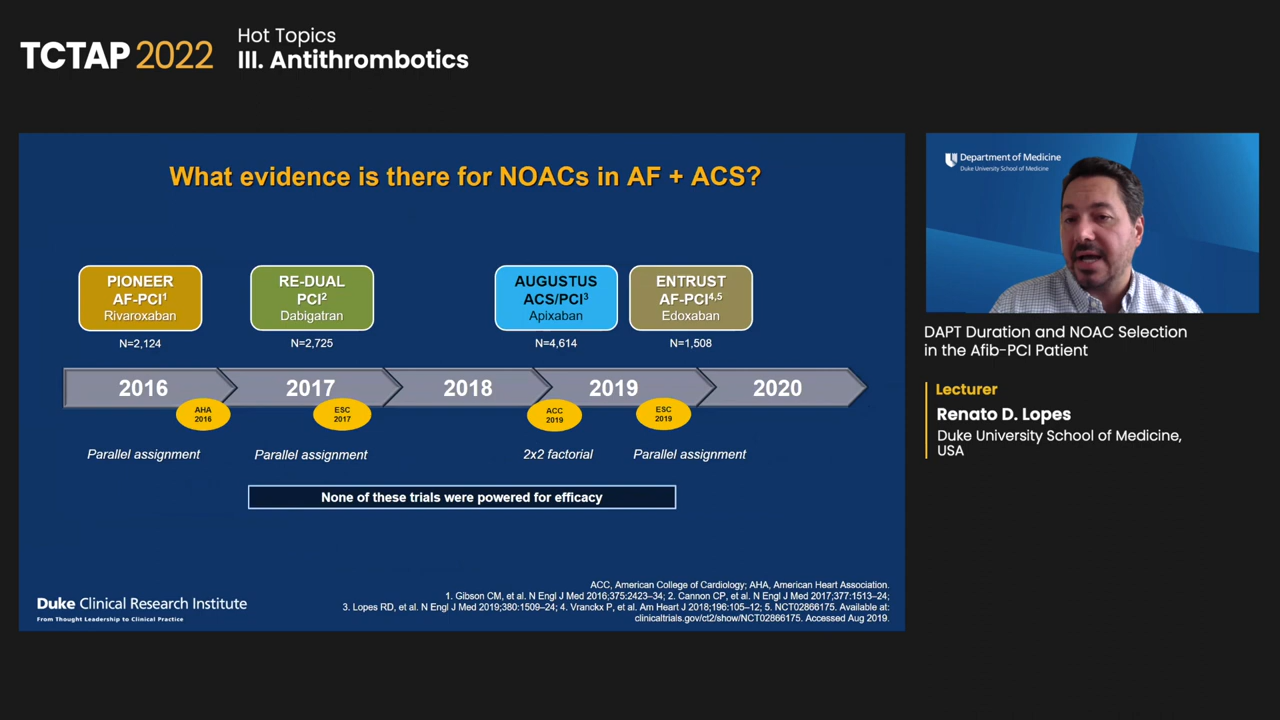 TCTAP 2022
Hot Topics
III. Antithrombotics
What evidence is there for NOACs in AF + ACS?
PIONEER
AF-PCI1
Rivaroxaban
N=2,124
RE-DUAL
PCI2
Dabigatran
N=2,725
AUGUSTUS
ACS/PCI3
Apixaban
N=4,614
ENTRUST
AF-PCI4,5
Edoxaban
N=1,508
2016
2017
2018
2019
2020
AHA
2016
ESC
2017
ACC
2019
ESC
2019
Parallel assignment
Parallel assignment
2x2 factorial
Parallel assignment
None of these trials were powered for efficacy
ACC, American College of Cardiology; AHA, American Heart Association.
1. Gibson CM, et al. N Engl J Med 2016;375:2423–34; 2. Cannon CP, et al. N Engl J Med 2017;377:1513–24;
3. Lopes RD, et al. N Engl J Med 2019;380:1509–24; 4. Vranckx P, et al. Am Heart J 2018;196:105–12; 5. NCT02866175. Available at:
clinicaltrials.gov/ct2/show/NCT02866175. Accessed Aug 2019.
Duke Clinical Research Institute
From Thought Leadership to Clinical Practice
Department of Medicine
Duke University School of Medicine
DAPT Duration and NOAC Selection
in the Afib-PCI Patient
Lecturer
Renato D. Lopes
Duke University School of Medicine,
USA